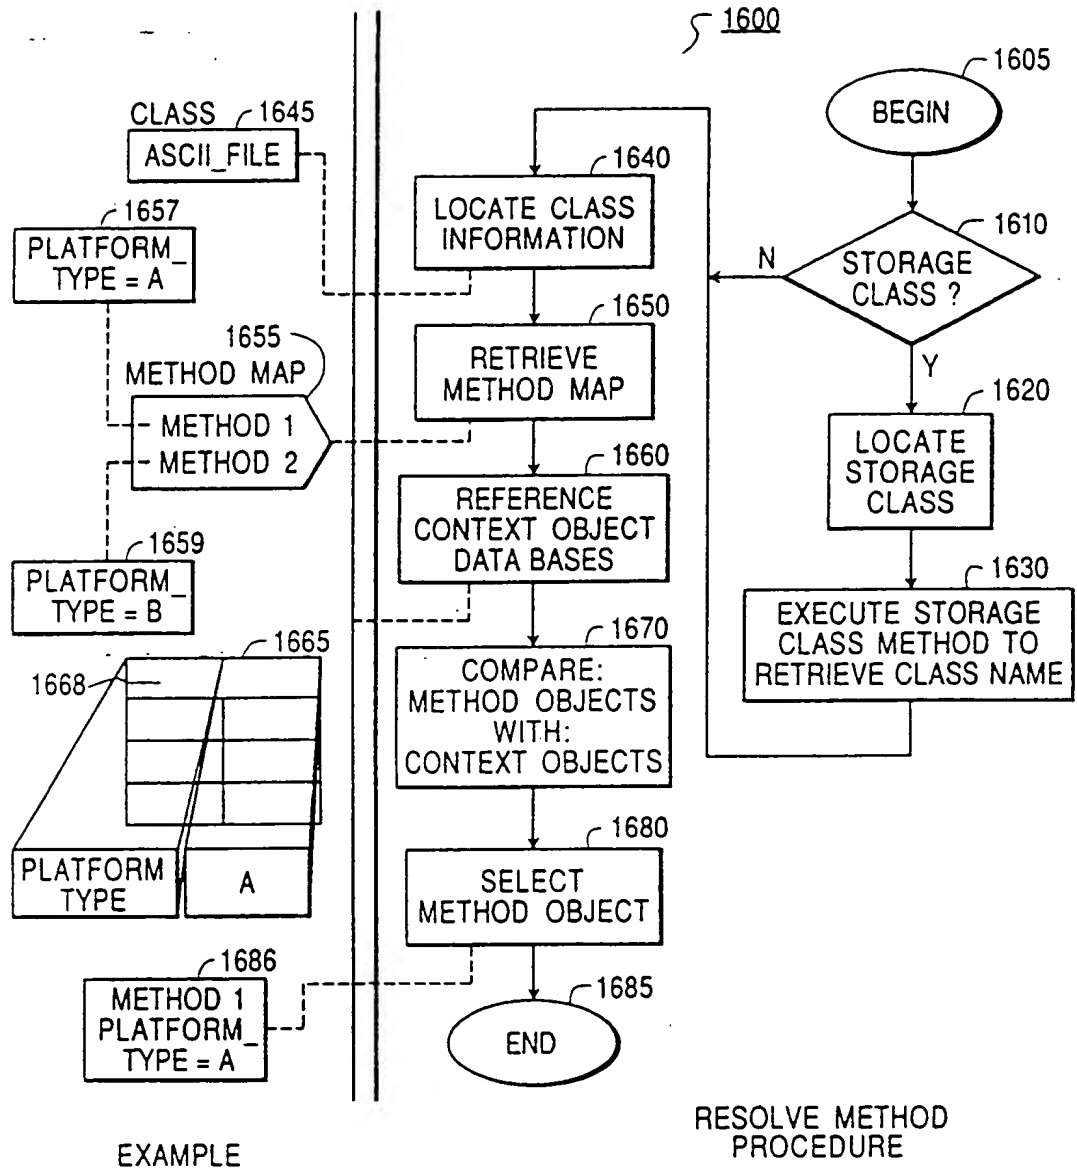 1600
1605
BEGIN
1610
STORAGE
CLASS ?
N
Y
1620
LOCATE
STORAGE
CLASS
1630
EXECUTE STORAGE
CLASS METHOD TO
RETRIEVE CLASS NAME
1640
LOCATE CLASS
INFORMATION
1650
RETRIEVE
METHOD MAP
1660
REFERENCE
CONTEXT OBJECT
DATA BASES
1670
COMPARE:
METHOD OBJECTS
WITH:
CONTEXT OBJECTS
1680
SELECT
METHOD OBJECT
1685
END
RESOLVE METHOD
PROCEDURE
CLASS
1645
ASCII_FILE
1657
PLATFORM_
TYPE = A
1655
METHOD MAP
METHOD 1
METHOD 2
1659
PLATFORM_
TYPE = B
1665
1668
PLATFORM
TYPE
A
1686
METHOD 1
PLATFORM_
TYPE = A
EXAMPLE